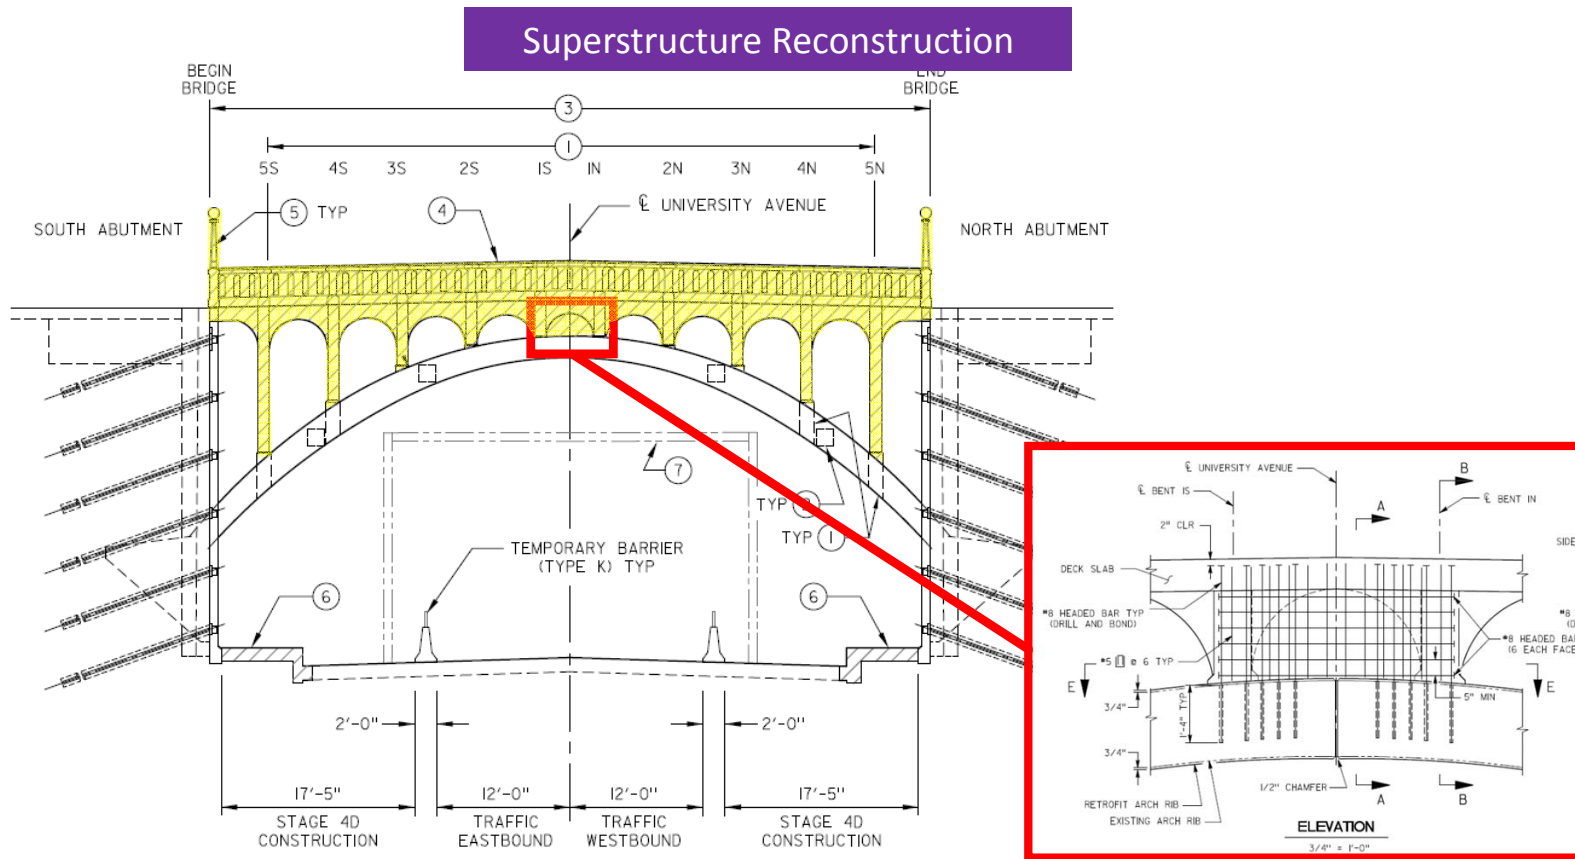 Superstructure Reconstruction
BEGIN
BRIDGE
END
BRIDGE
3
1
5S 4S 3S 2S 1S 1N 2N 3N 4N 5N
5 TYP
4
℄ UNIVERSITY AVENUE
SOUTH ABUTMENT
NORTH ABUTMENT
7
TYP
TYP 1
TEMPORARY BARRIER
(TYPE K) TYP
6
6
2'-0"
2'-0"
17'-5"
12'-0"
12'-0"
17'-5"
STAGE 4D
CONSTRUCTION
TRAFFIC
EASTBOUND
TRAFFIC
WESTBOUND
STAGE 4D
CONSTRUCTION
℄ UNIVERSITY AVENUE
B
℄ BENT 1S
A
℄ BENT 1N
2" CLR
SIDE
DECK SLAB
#8 HEADED BAR TYP
(DRILL AND BOND)
#8
(D
#8 HEADED BA
(6 EACH FACE
#5 @ 6 TYP
E
E
5" MIN
3/4"
1'-4" TYP
3/4"
1/2" CHAMFER
A
B
RETROFIT ARCH RIB
EXISTING ARCH RIB
ELEVATION
3/4" = 1'-0"